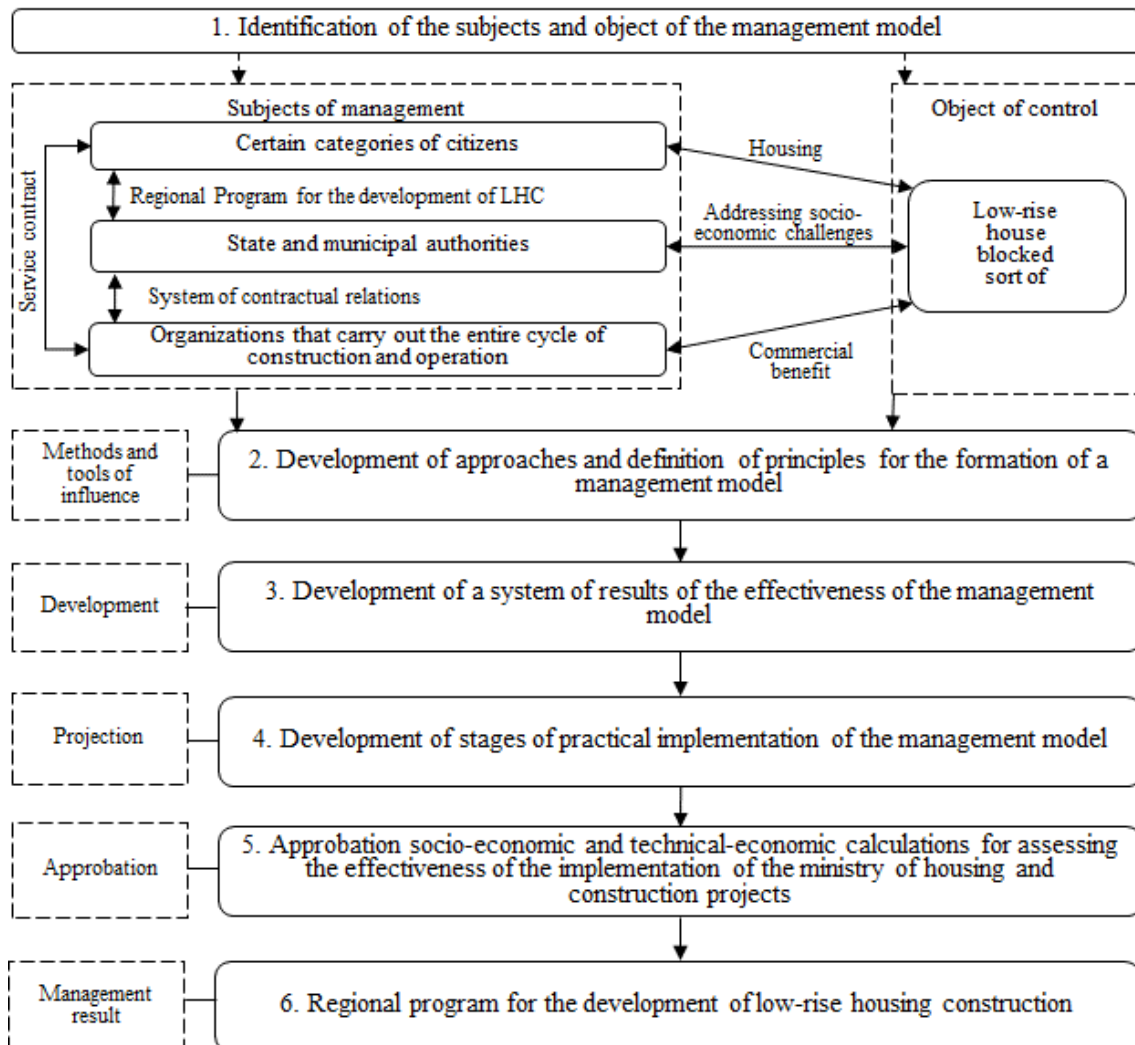 1. Identification of the subjects and object of the management model
Subjects of management
Object of control
Certain categories of citizens
Housing
Service contract
Regional Program for the development of LHC
Addressing socio-
economic challenges
Low-rise
house
blocked
sort of
State and municipal authorities
System of contractual relations
Organizations that carry out the entire cycle of
construction and operation
Commercial
benefit
Methods and
tools of
influence
2. Development of approaches and definition of principles for the formation of a
management model
Development
3. Development of a system of results of the effectiveness of the management
model
Projection
4. Development of stages of practical implementation of the management model
Approbation
5. Approbation socio-economic and technical-economic calculations for assessing
the effectiveness of the implementation of the ministry of housing and
construction projects
Management
result
6. Regional program for the development of low-rise housing construction